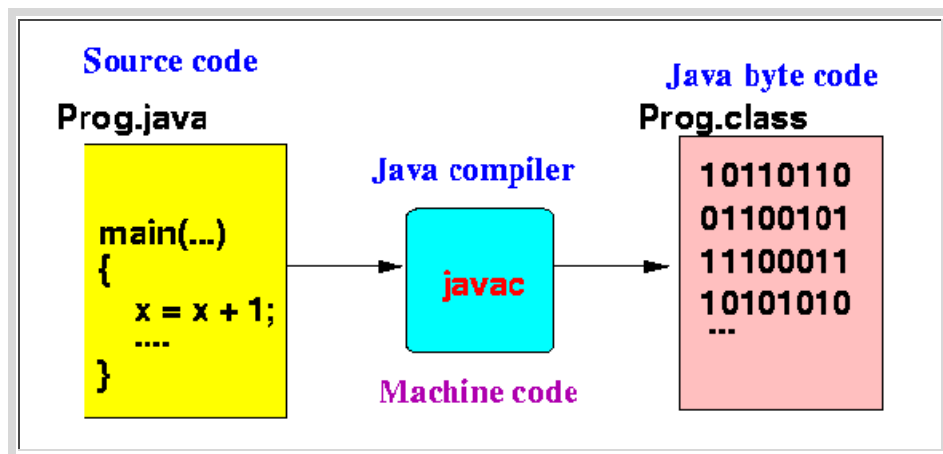 Source code
Prog.java
main(...)
{
x = x + 1;
....
}
Java compiler
javac
Machine code
Java byte code
Prog.class
10110110
01100101
11100011
10101010
...